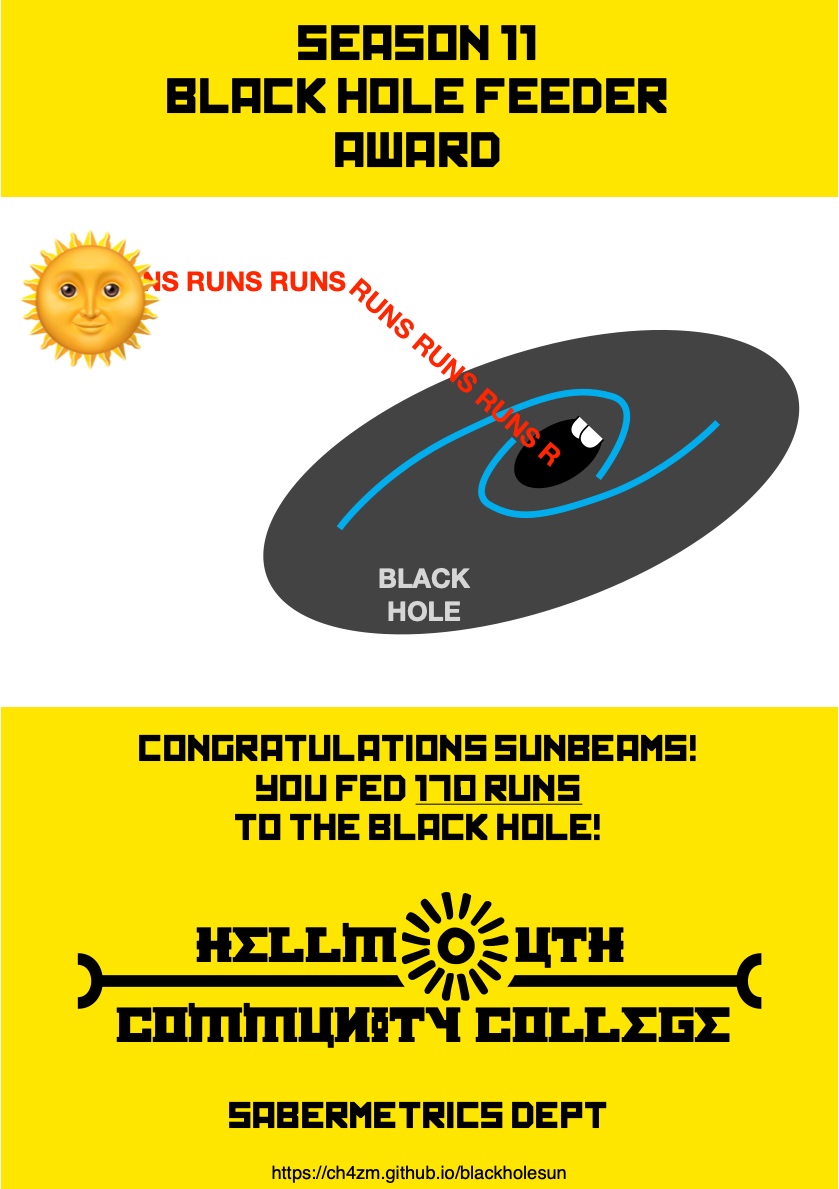 SEASON 11
BLACK HOLE FEEDER
AWARD
NS RUNS RUNS RUNS RUNS RUNS R
BLACK
HOLE
CONGRATULATIONS SUNBEAMS!
YOU FED 170 RUNS
TO THE BLACK HOLE!
HELLMOUTH
COMMUNITY COLLEGE
SABERMETRICS DEPT
https://ch4zm.github.io/blackholesun